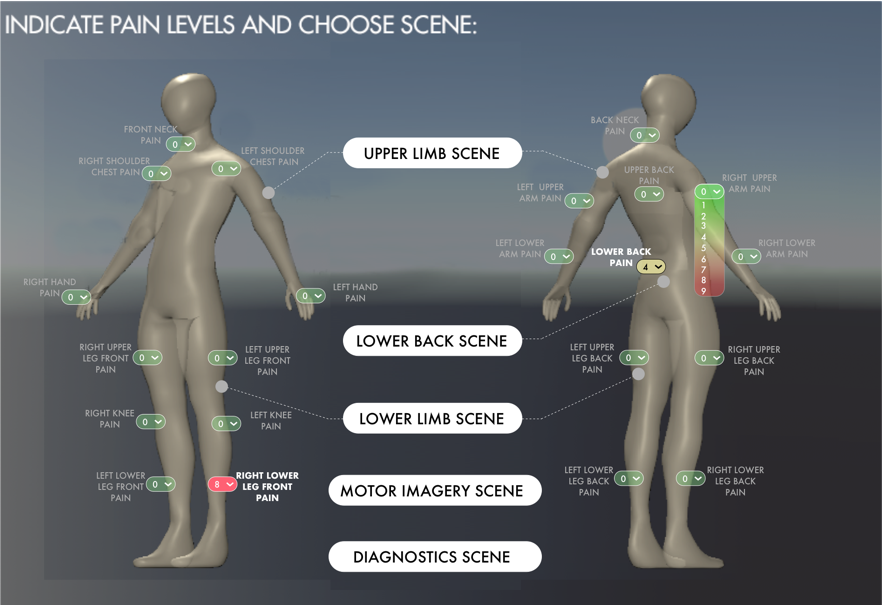 INDICATE PAIN LEVELS AND CHOOSE SCENE:
FRONT NECK
PAIN
0
RIGHT SHOULDER
CHEST PAIN
0
LEFT SHOULDER
CHEST PAIN
0
RIGHT HAND
PAIN
0
LEFT HAND
PAIN
0
RIGHT UPPER
LEG FRONT
PAIN
0
LEFT UPPER
LEG FRONT
PAIN
0
RIGHT KNEE
PAIN
0
LEFT KNEE
PAIN
0
LEFT LOWER
LEG FRONT
PAIN
0
RIGHT LOWER
LEG FRONT
PAIN
8
UPPER LIMB SCENE
LOWER BACK SCENE
LOWER LIMB SCENE
MOTOR IMAGERY SCENE
DIAGNOSTICS SCENE
BACK NECK
PAIN
0
UPPER BACK
PAIN
0
LEFT UPPER
ARM PAIN
0
RIGHT UPPER
ARM PAIN
0
1
2
3
4
5
6
7
8
9
LEFT LOWER
ARM PAIN
0
LOWER BACK
PAIN
4
RIGHT LOWER
ARM PAIN
0
LEFT UPPER
LEG BACK
PAIN
0
RIGHT UPPER
LEG BACK
PAIN
0
LEFT LOWER
LEG BACK
PAIN
0
RIGHT LOWER
LEG BACK
PAIN
0